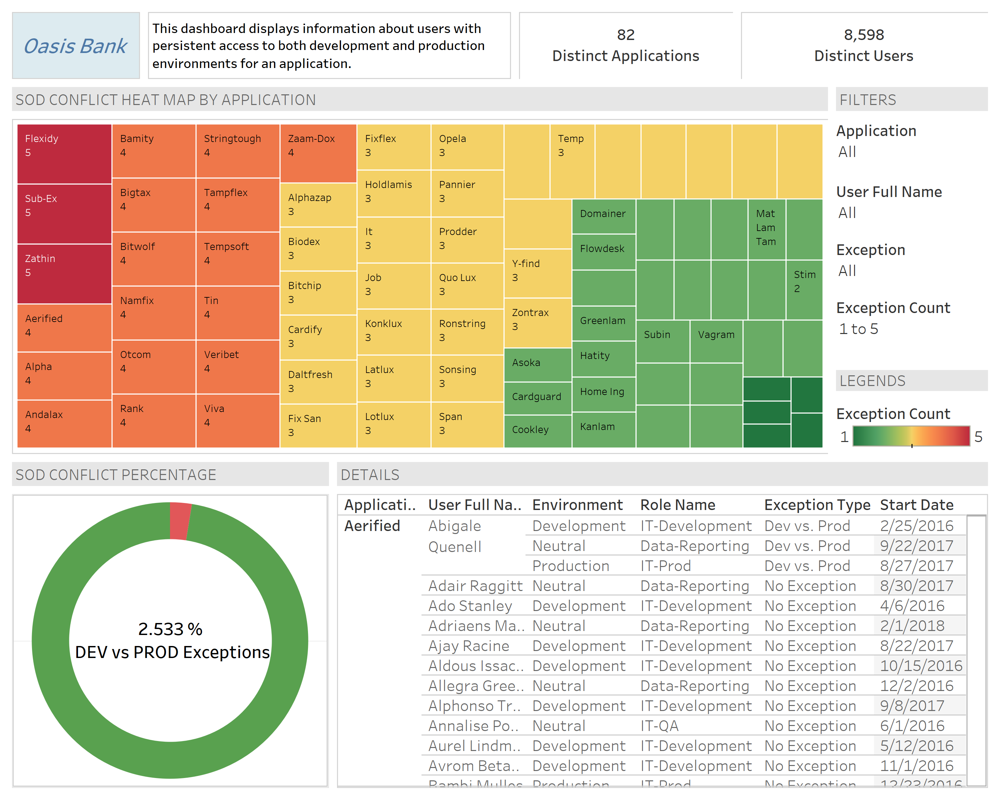 Oasis Bank
This dashboard displays information about users with
persistent access to both development and production
environments for an application.
82
Distinct Applications
8,598
Distinct Users
SOD CONFLICT HEAT MAP BY APPLICATION
Flexidy
5
Sub-Ex
5
Zathin
5
Aerified
4
Alpha
4
Andalax
4
Bamity
4
Bigtax
4
Bitwolf
4
Namfix
4
Otcom
4
Rank
4
Stringtough
4
Tampflex
4
Tempsoft
4
Tin
4
Veribet
4
Viva
4
Zaam-Dox
4
Alphazap
3
Biodex
3
Bitchip
3
Cardify
3
Daltfresh
3
Fix San
3
Fixflex
3
Holdlamis
3
It
3
Job
3
Konklux
3
Latlux
3
Lotlux
3
Opela
3
Pannier
3
Prodder
3
Quo Lux
3
Ronstring
3
Sonsing
3
Span
3
Temp
3
Y-find
3
Zontrax
3
Asoka
Cardguard
Cookley
Domainer
Flowdesk
Greenlam
Hatity
Home Ing
Kanlam
Mat
Lam
Tam
Stim
2
Subin
Vagram
FILTERS
Application
All
User Full Name
All
Exception
All
Exception Count
1 to 5
LEGENDS
Exception Count
1 5
SOD CONFLICT PERCENTAGE
2.533 %
DEV vs PROD Exceptions
DETAILS
Applicati.. User Full Na.. Environment Role Name Exception Type Start Date
Aerified Abigale Development IT-Development Dev vs. Prod 2/25/2016
Quenell Neutral Data-Reporting Dev vs. Prod 9/22/2017
Production IT-Prod Dev vs. Prod 8/27/2017
Adair Raggitt Neutral Data-Reporting No Exception 8/30/2017
Ado Stanley Development IT-Development No Exception 4/6/2016
Adriaens Ma.. Neutral Data-Reporting No Exception 2/1/2018
Ajay Racine Development IT-Development No Exception 8/22/2017
Aldous Issac.. Development IT-Development No Exception 10/15/2016
Allegra Gree.. Neutral Data-Reporting No Exception 12/2/2016
Alphonso Tr.. Development IT-Development No Exception 9/8/2017
Annalise Po.. Neutral IT-QA No Exception 6/1/2016
Aurel Lindm.. Development IT-Development No Exception 5/12/2016
Avrom Beta.. Development IT-Development No Exception 11/1/2016
Production IT-Prod No Exception